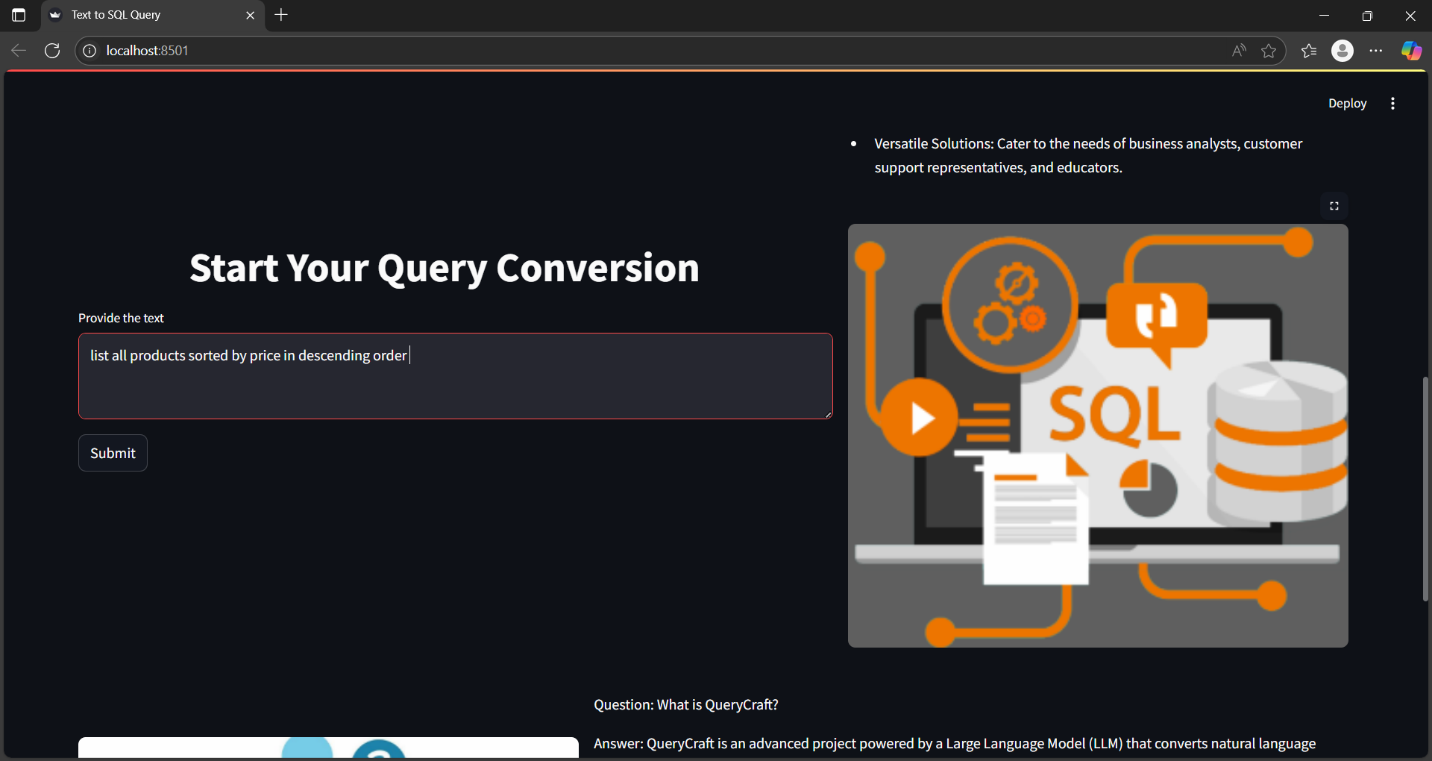 Text to SQL Query
localhost:8501
Deploy
Versatile Solutions: Cater to the needs of business analysts, customer
support representatives, and educators.
Start Your Query Conversion
Provide the text
list all products sorted by price in descending order
Submit
SQL
Question: What is QueryCraft?
Answer: QueryCraft is an advanced project powered by a Large Language Model (LLM) that converts natural language